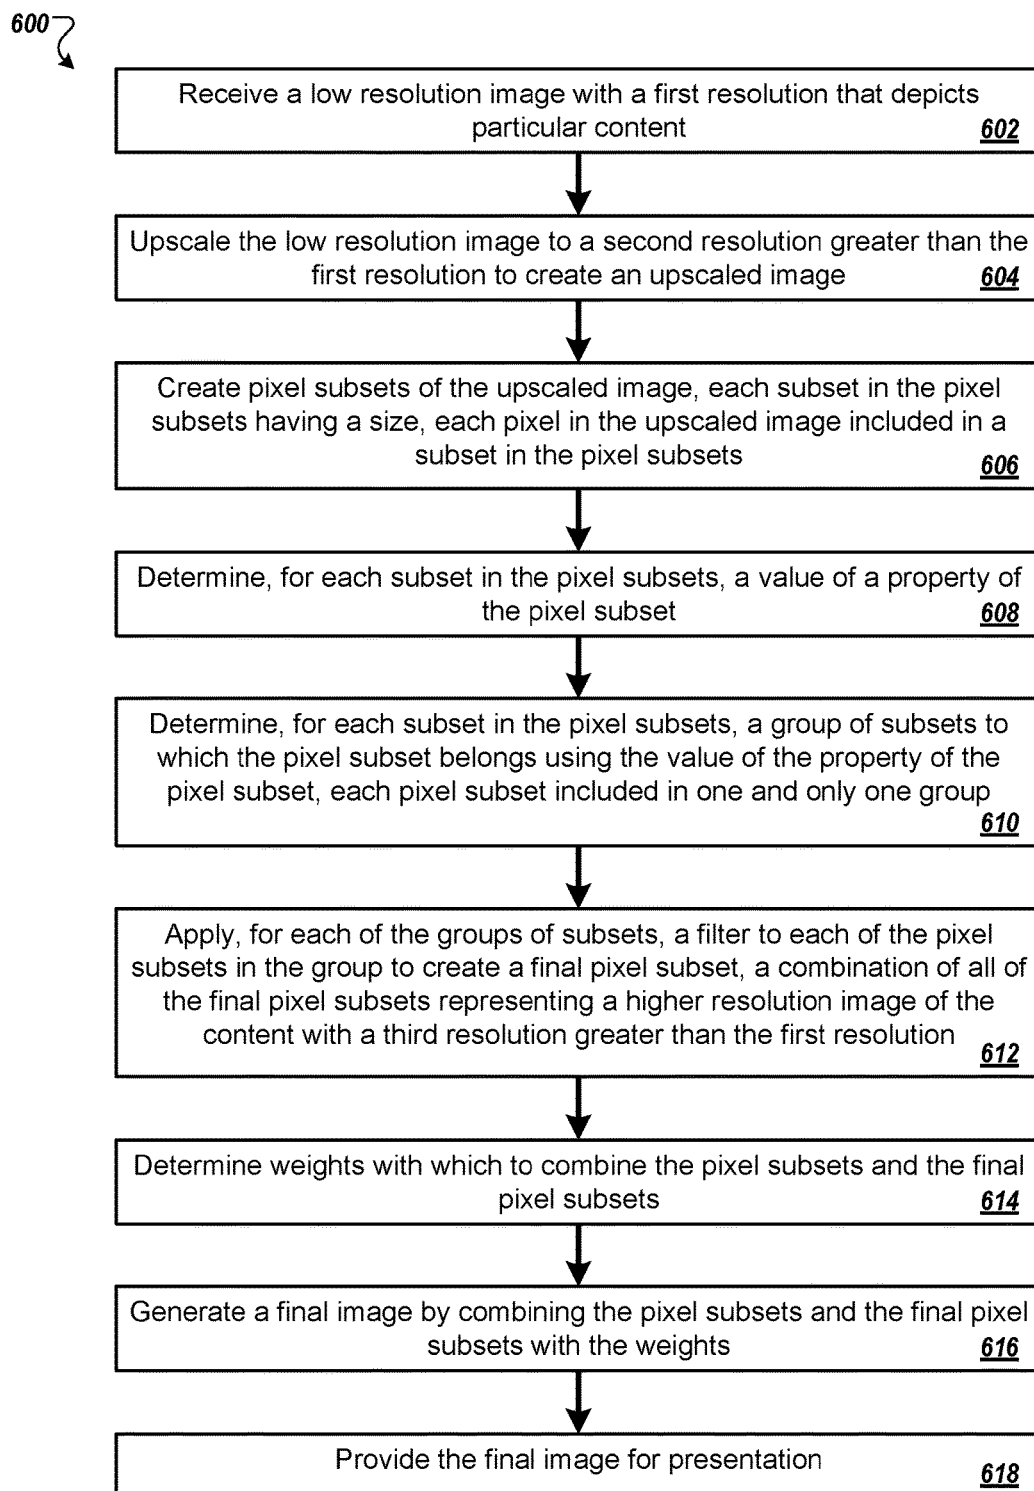 600
Receive a low resolution image with a first resolution that depicts
particular content
602
Upscale the low resolution image to a second resolution greater than the
first resolution to create an upscaled image
604
Create pixel subsets of the upscaled image, each subset in the pixel
subsets having a size, each pixel in the upscaled image included in a
subset in the pixel subsets
606
Determine, for each subset in the pixel subsets, a value of a property of
the pixel subset
608
Determine, for each subset in the pixel subsets, a group of subsets to
which the pixel subset belongs using the value of the property of the
pixel subset, each pixel subset included in one and only one group
610
Apply, for each of the groups of subsets, a filter to each of the pixel
subsets in the group to create a final pixel subset, a combination of all of
the final pixel subsets representing a higher resolution image of the
content with a third resolution greater than the first resolution
612
Determine weights with which to combine the pixel subsets and the final
pixel subsets
614
Generate a final image by combining the pixel subsets and the final pixel
subsets with the weights
616
Provide the final image for presentation
618